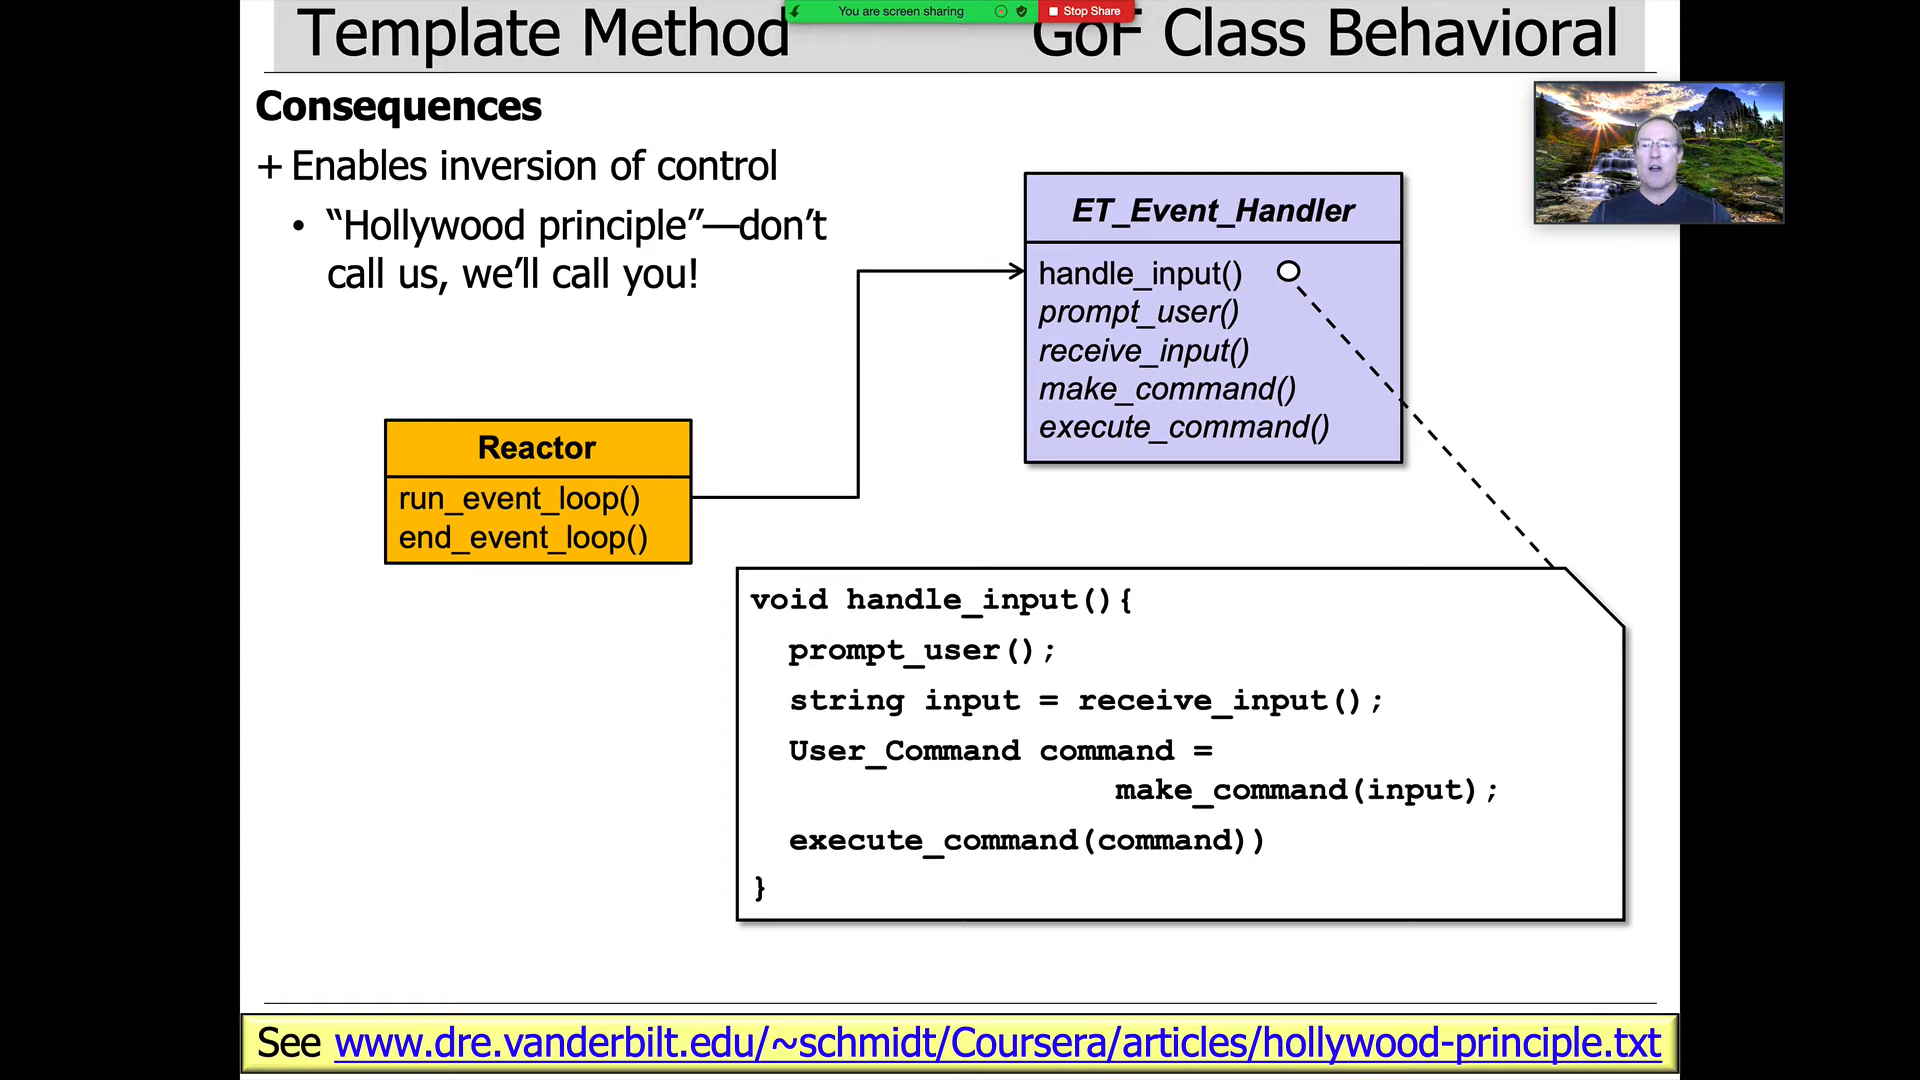 You are screen sharing
Stop Share
Template Method
GoF Class Behavioral
Consequences
+ Enables inversion of control
• “Hollywood principle”—don’t
call us, we’ll call you!
ET_Event_Handler
handle_input()
prompt_user()
receive_input()
make_command()
execute_command()
Reactor
run_event_loop()
end_event_loop()
void handle_input(){
prompt_user();
string input = receive_input();
User_Command command =
make_command(input);
execute_command(command))
}
See www.dre.vanderbilt.edu/~schmidt/Coursera/articles/hollywood-principle.txt